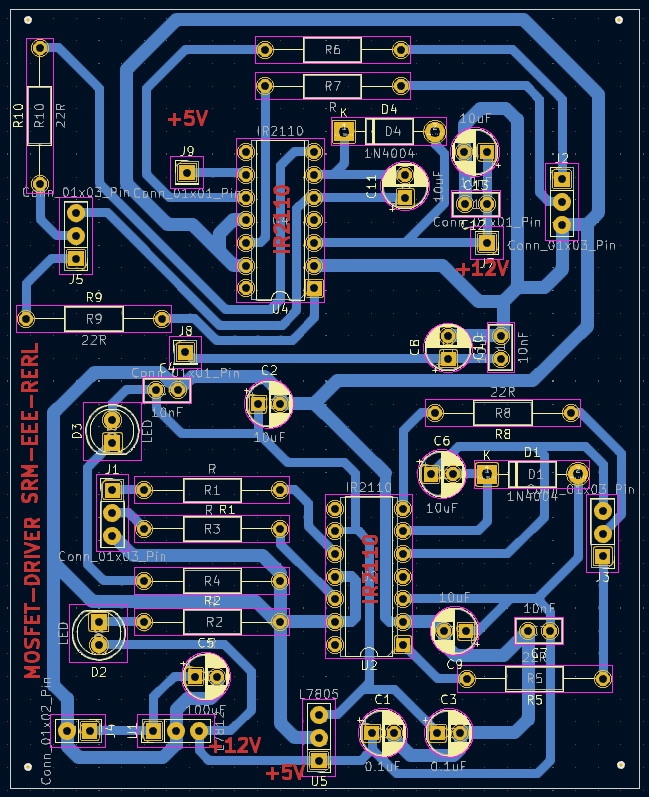 R6
R7
R
R10
R10
22R
+5V
K
D4
D4
1N4004
10uF
IR2110
J9
Conn_01x03_Pin
Conn_01x01_Pin
C11
10uF
J2
C13
Conn_01x01_Pin
Conn_01x03_Pin
IR2110
J5
+12V
R9
R9
22R
U4
J8
Conn_01x01_Pin
C8
C10
10nF
C4
10nF
C2
10uF
22R
R8
R8
D3
LED
C6
10uF
K
D1
D1
1N4004
Conn_01x03_Pin
J1
R
R1
R
R1
R3
Conn_01x03_Pin
IR2110
IR2110
J3
R4
R2
R2
LED
D2
U2
10uF
C9
10nF
C7
22R
R5
R5
C5
100uF
MOSFET-DRIVER SRM-EEE-RERL
Conn_01x02_Pin
J4
U1
+12V
L7805
+5V
U5
C1
0.1uF
C3
0.1uF